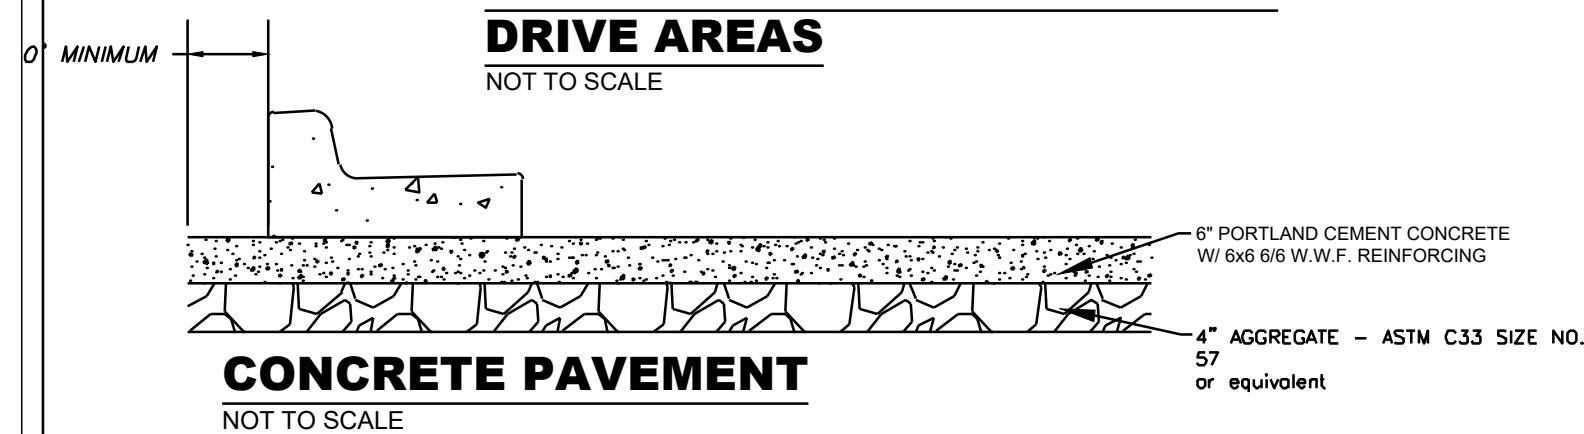 DRIVE AREAS
NOT TO SCALE
0" MINIMUM
6" PORTLAND CEMENT CONCRETE
W/ 6x6 6/6 W.W.F. REINFORCING
4" AGGREGATE - ASTM C33 SIZE NO.
57
or equivalent
CONCRETE PAVEMENT
NOT TO SCALE